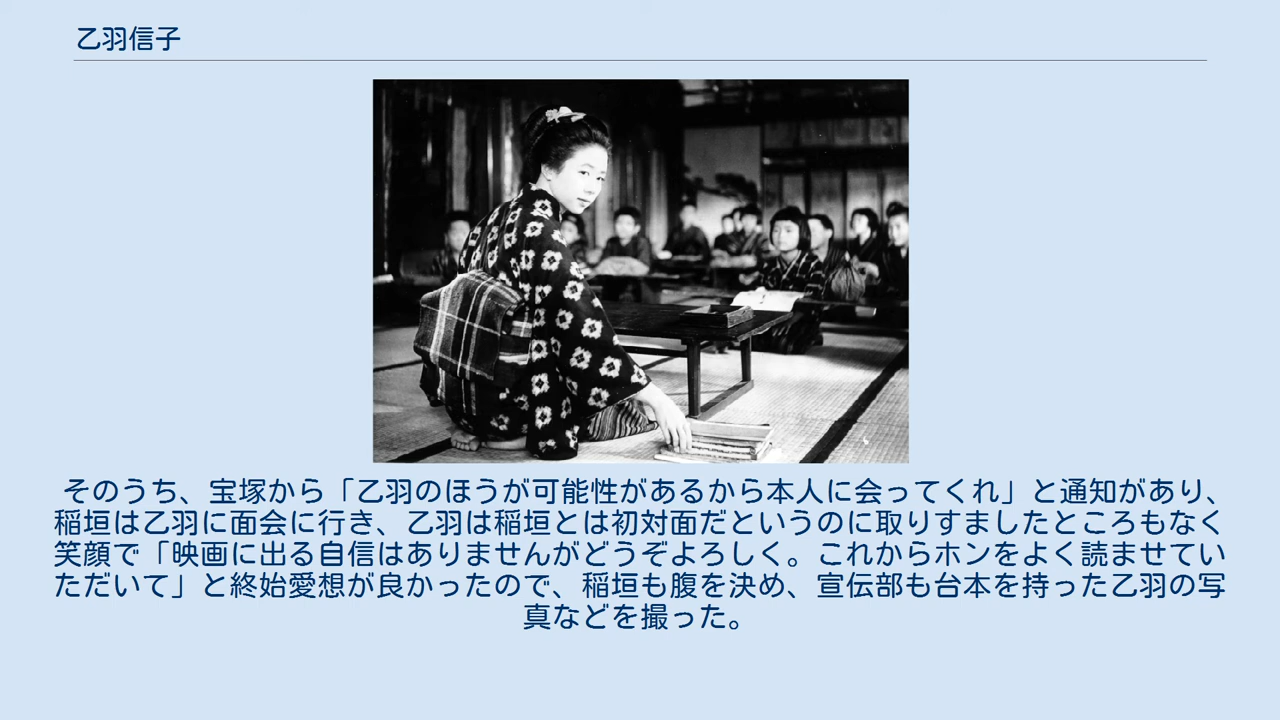 乙羽信子
そのうち、宝塚から「乙羽のほうが可能性があるから本人に会ってくれ」と通知があり、
稲垣は乙羽に面会に行き、乙羽は稲垣とは初対面だというのに取りすましたところもなく
笑顔で「映画に出る自信はありませんがどうぞよろしく。これからホンをよく読ませてい
ただいて」と終始愛想が良かったので、稲垣も腹を決め、宣伝部も台本を持った乙羽の写
真などを撮った。